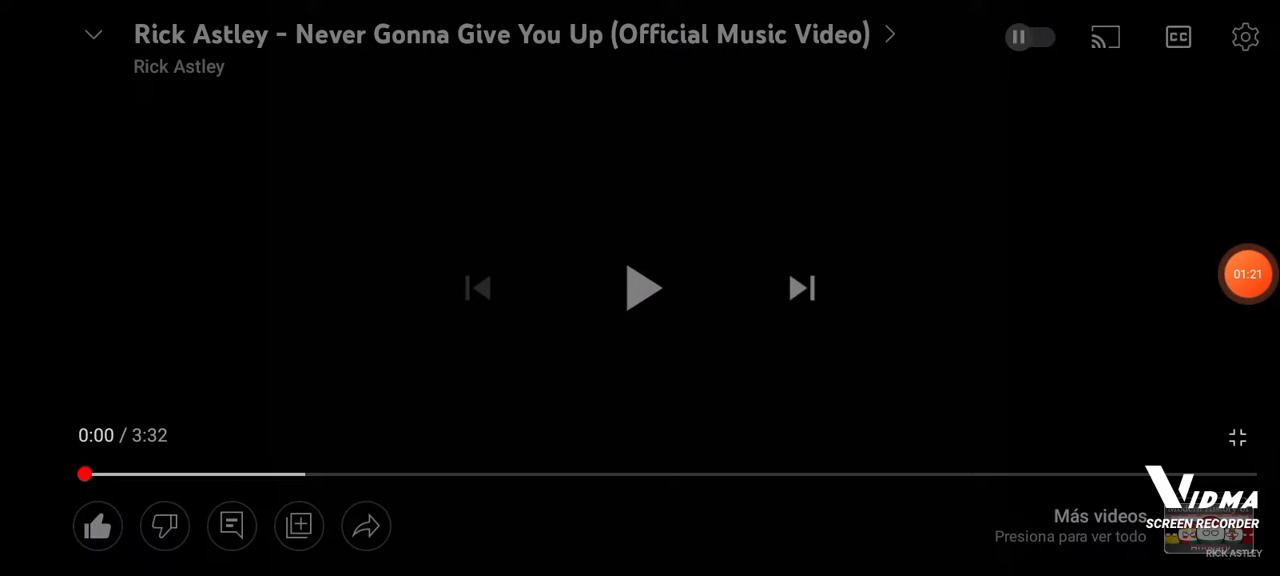 Rick Astley - Never Gonna Give You Up (Official Music Video)
Rick Astley
CC
01:21
0:00 / 3:32
Más videos
Presiona para ver todo
VIDMA
SCREEN RECORDER
RICK ASTLEY